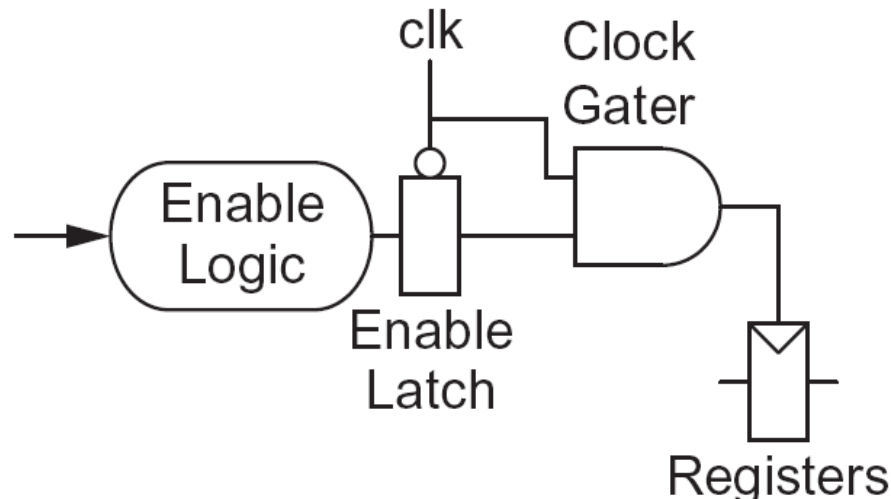 clk
Clock
Gater
Enable
Logic
Enable
Latch
Registers